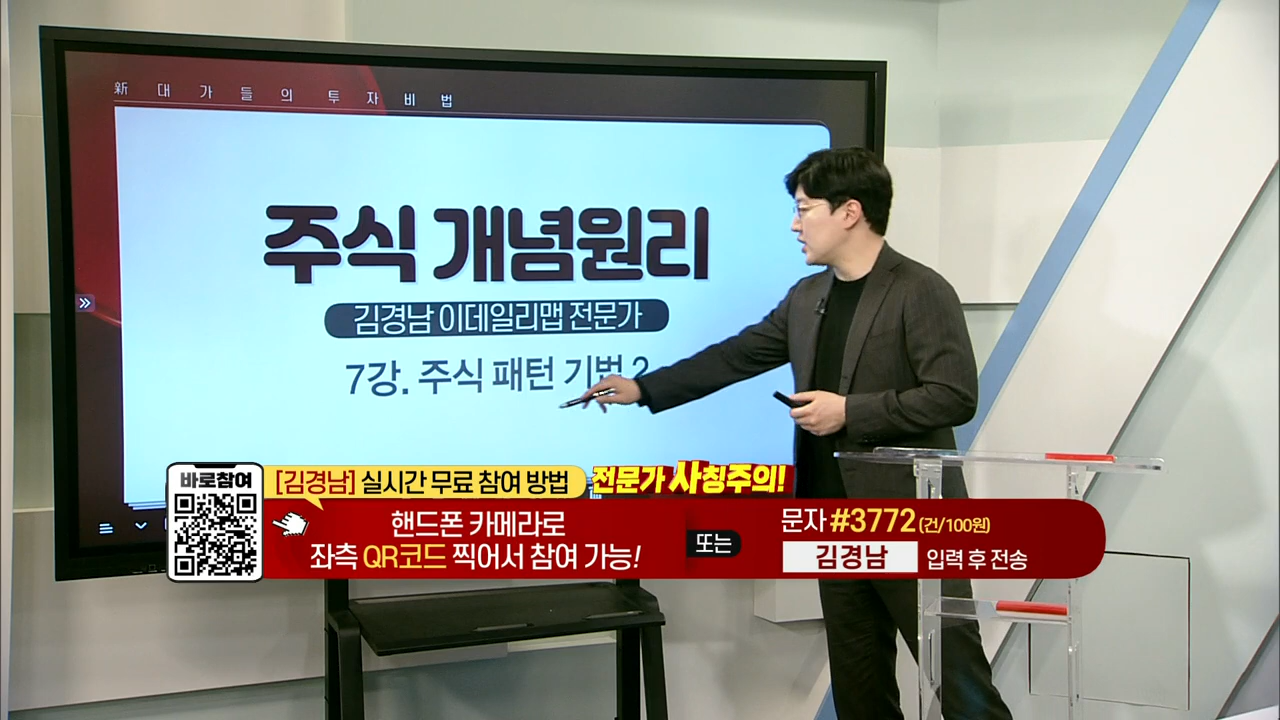 新 대가들의 투자비법
주식 개념원리
김경남 이데일리맵 전문가
7강. 주식 패턴 기법 2
바로참여
[김경남] 실시간 무료 참여 방법
전문가 사칭주의!
핸드폰 카메라로
좌측 QR코드 찍어서 참여 가능!
또는
문자 #3772 (건/100원)
김경남 입력 후 전송